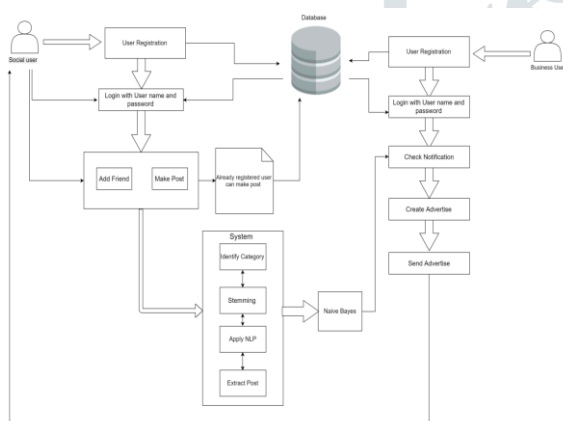 Database
Social user
User Registration
User Registration
Business Use
Login with User name and
password
Login with User name and
password
Add Friend
Make Post
Already registered user
can make post
Check Notification
Create Advertise
Send Advertise
System
Identify Category
Stemming
Apply NLP
Extract Post
Naive Bayes